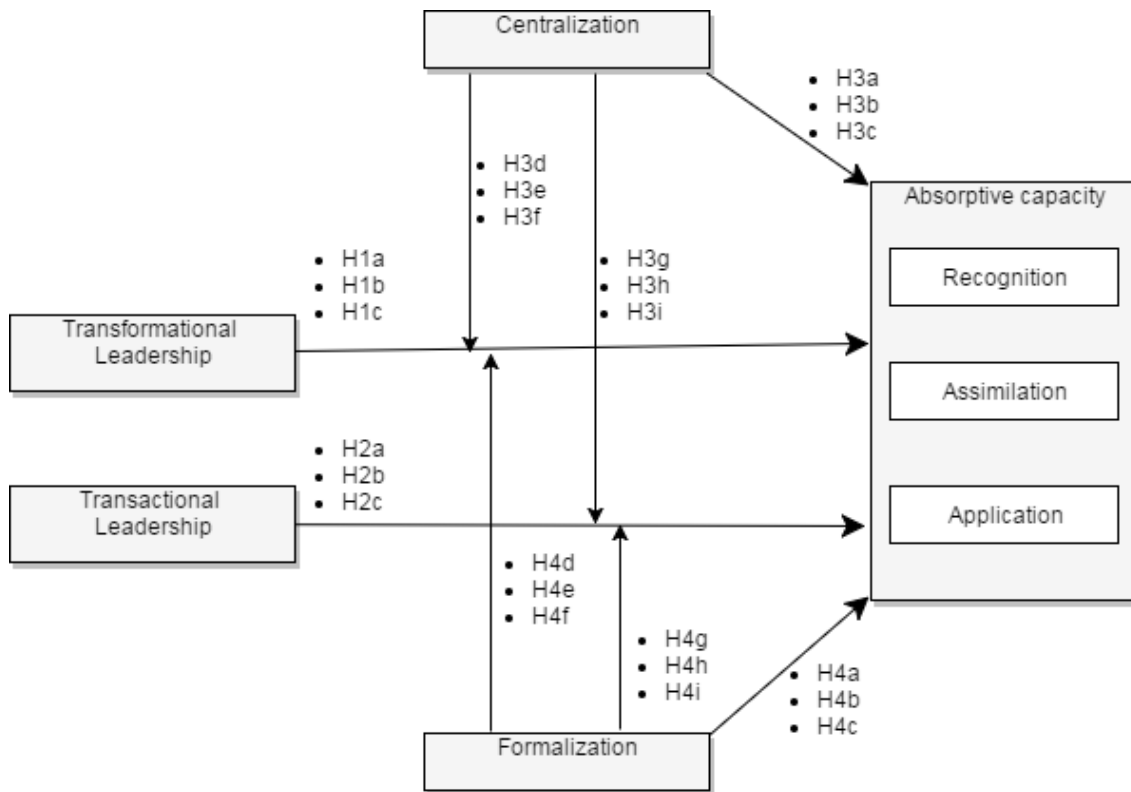 Centralization
• H3a
• H3b
• H3c
• H3d
• H3e
• H3f
Absorptive capacity
• H1a
• H1b
• H1c
• H3g
• H3h
• H3i
Recognition
Transformational
Leadership
Assimilation
• H2a
• H2b
• H2c
Transactional
Leadership
Application
• H4d
• H4e
• H4f
• H4g
• H4h
• H4i
• H4a
• H4b
• H4c
Formalization